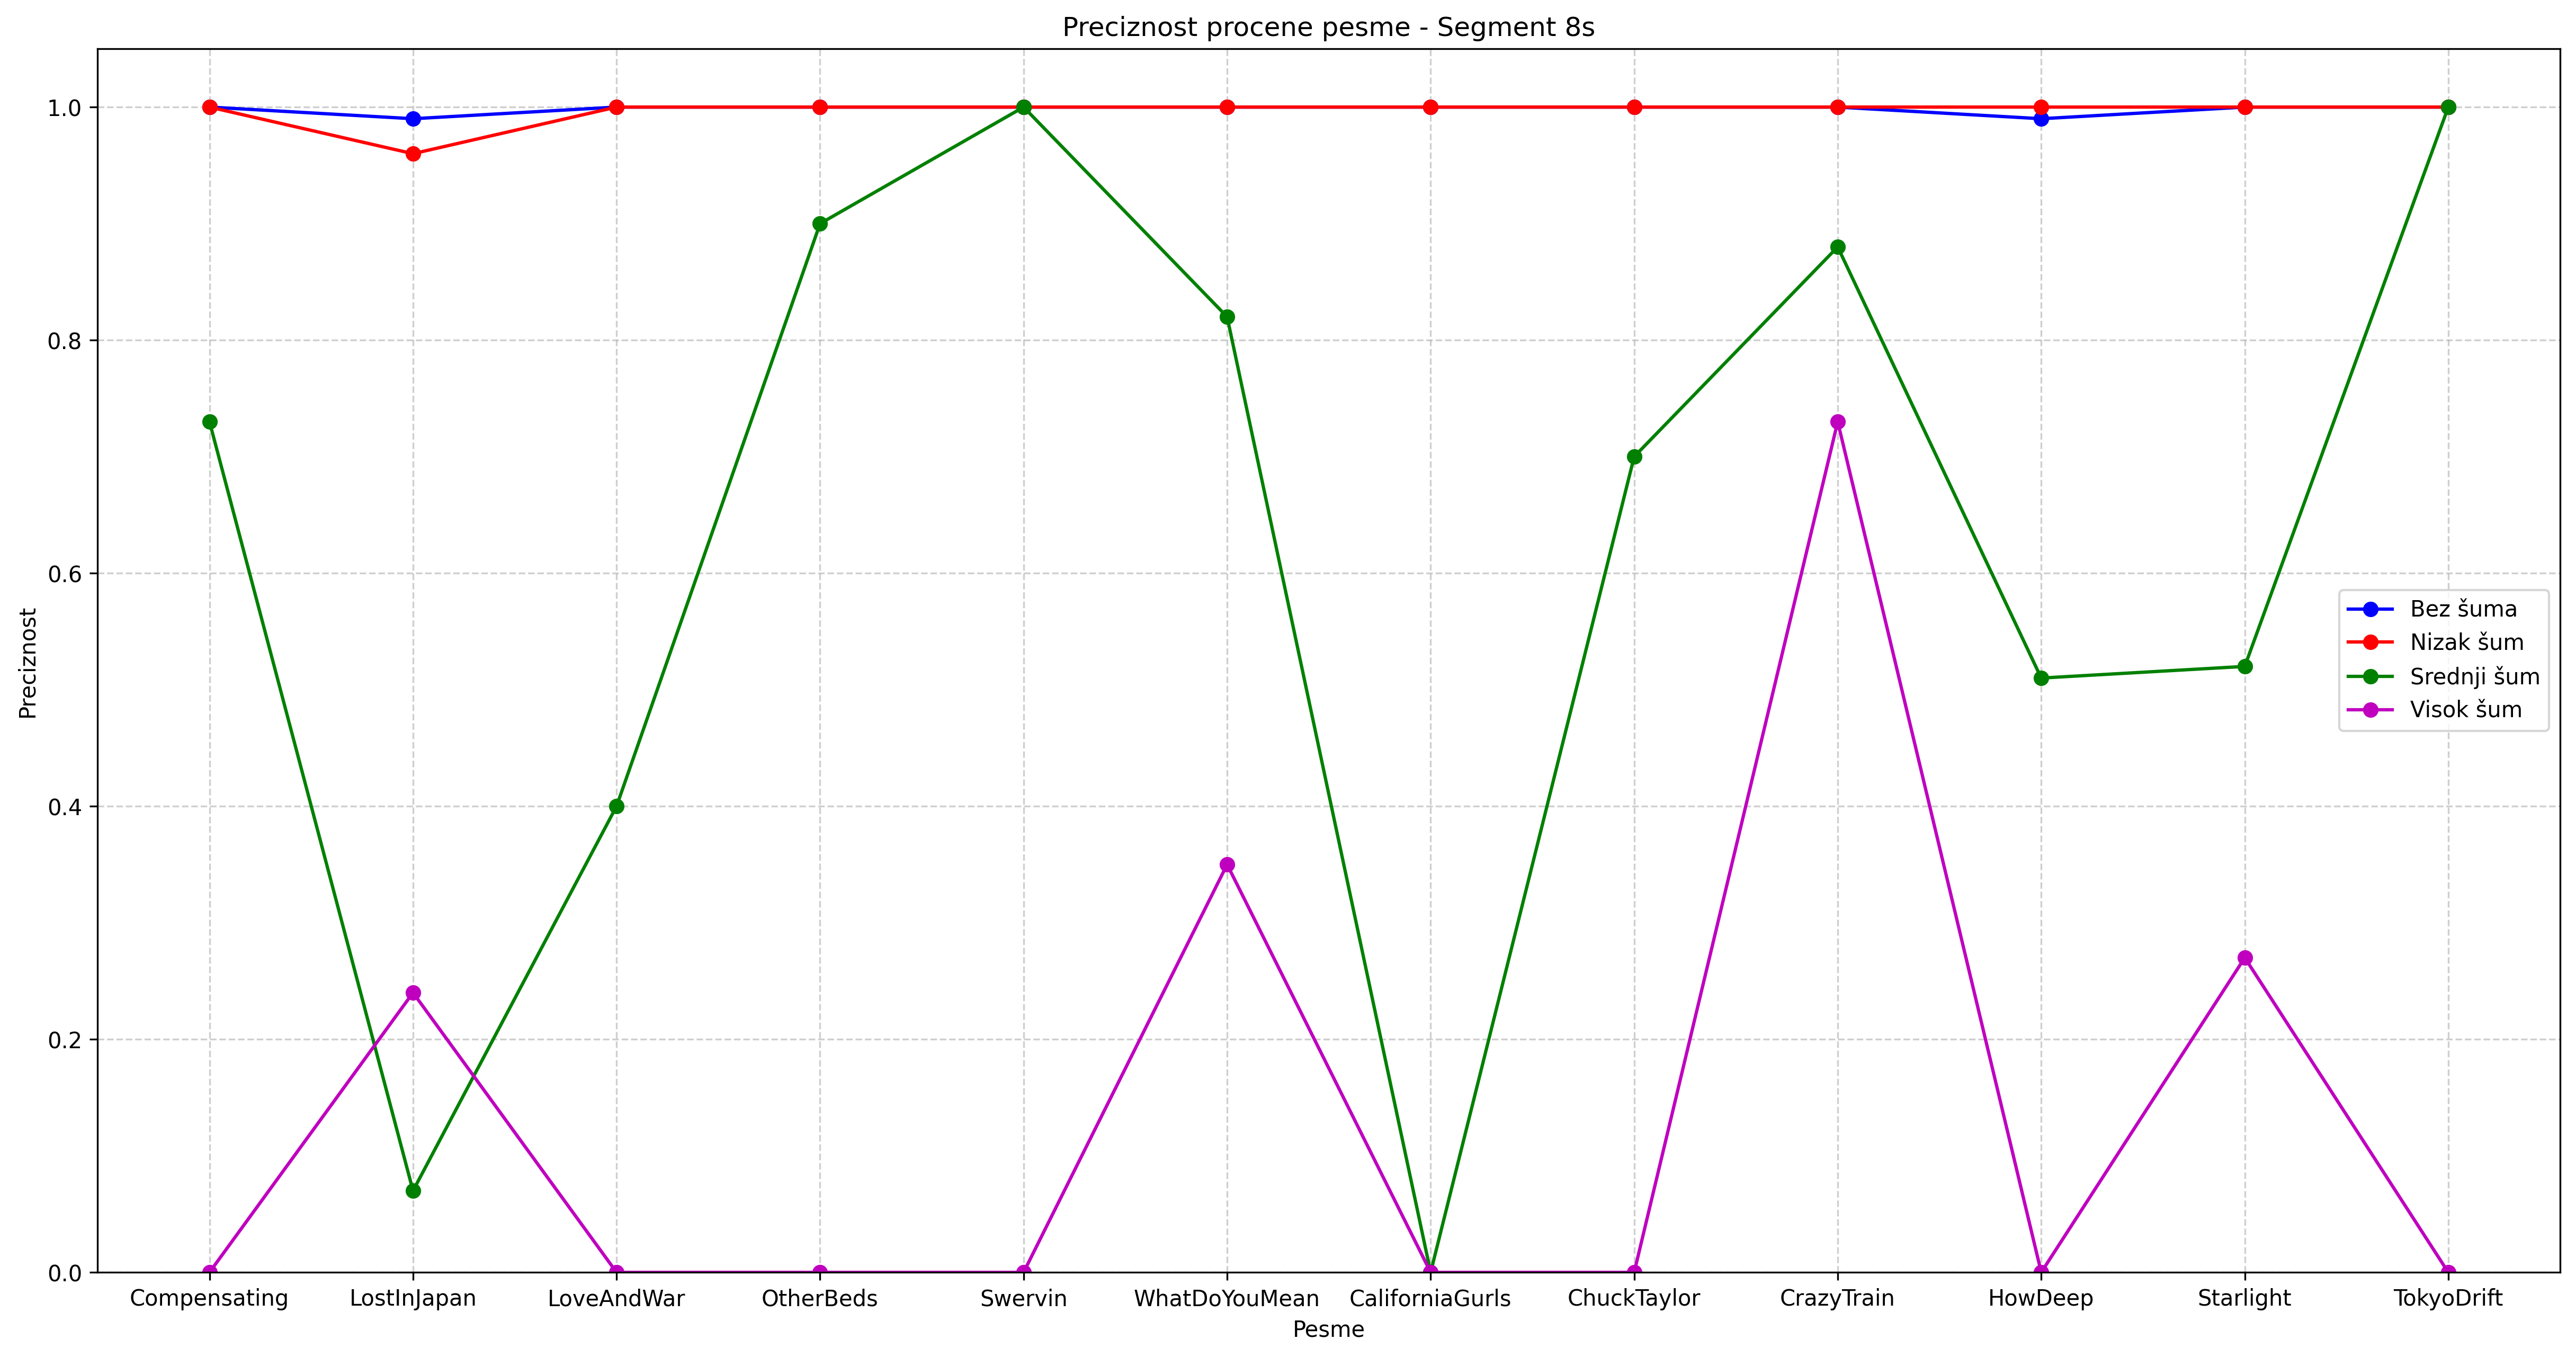 Preciznost procene pesme - Segment 8s
Preciznost
1.0
0.8
0.6
0.4
0.2
0.0
Bez šuma
Nizak šum
Srednji šum
Visok šum
Compensating LostInJapan LoveAndWar OtherBeds Swervin WhatDoYouMean CaliforniaGurls ChuckTaylor CrazyTrain HowDeep Starlight TokyoDrift
Pesme